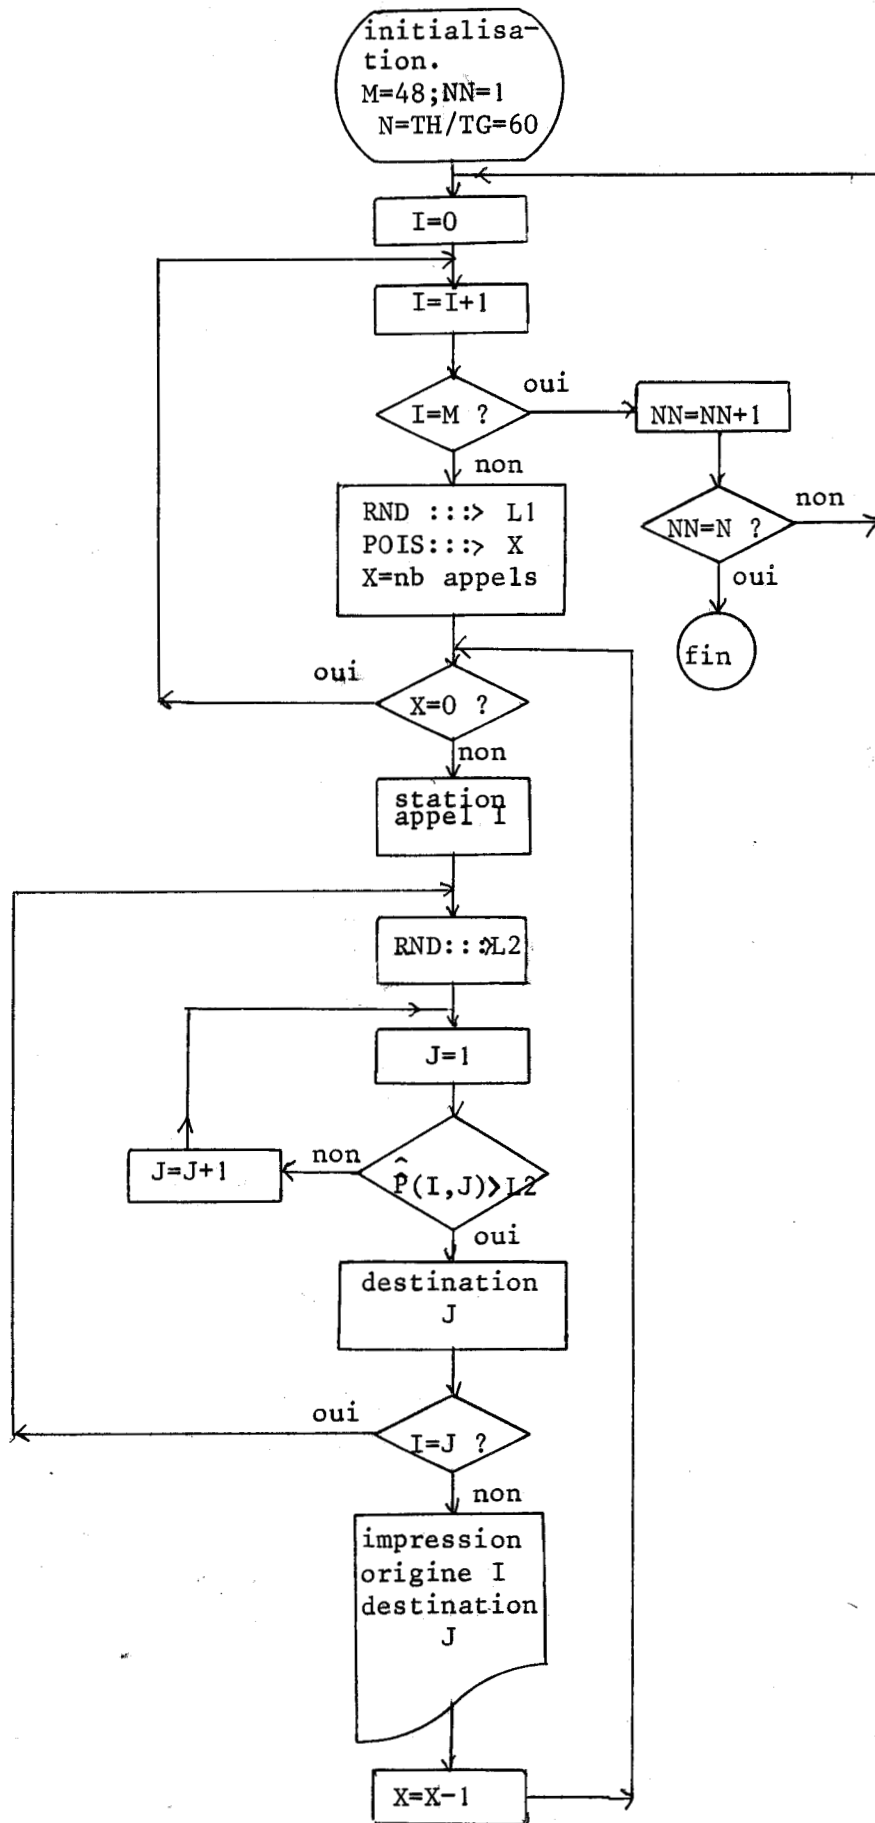 initialisa-
tion.
M=48;NN=1
N=TH/TG=60
I=0
I=I+1
I=M ?
oui
NN=NN+1
non
NN=N ?
non
oui
fin
RND :::> L1
POIS:::> X
X=nb appels
oui
X=0 ?
non
station
appel I
RND:::>L2
J=1
J=J+1
non
P̂(I,J)>L2
oui
destination
J
oui
I=J ?
non
impression
origine I
destination
J
X=X-1